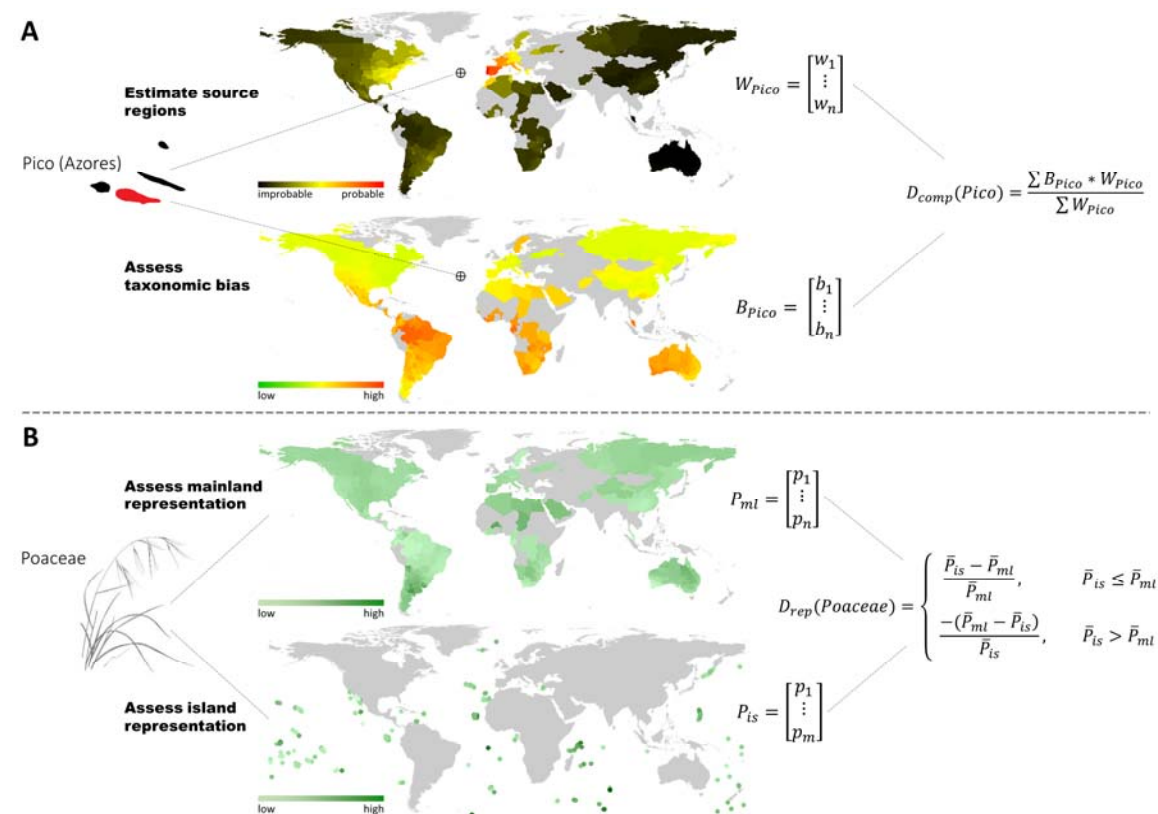 A
Estimate source
regions
Pico (Azores)
improbable probable
W_Pico = [w_1 ⋮ w_n]
D_comp(Pico) = (∑ B_Pico * W_Pico) / (∑ W_Pico)
Assess
taxonomic bias
low high
B_Pico = [b_1 ⋮ b_n]
B
Assess mainland
representation
Poaceae
low high
P_ml = [p_1 ⋮ p_n]
D_rep(Poaceae) = { (P̅_is − P̅_ml) / P̅_ml, P̅_is ≤ P̅_ml
−(P̅_ml − P̅_is) / P̅_is, P̅_is > P̅_ml
Assess island
representation
low high
P_is = [p_1 ⋮ p_m]